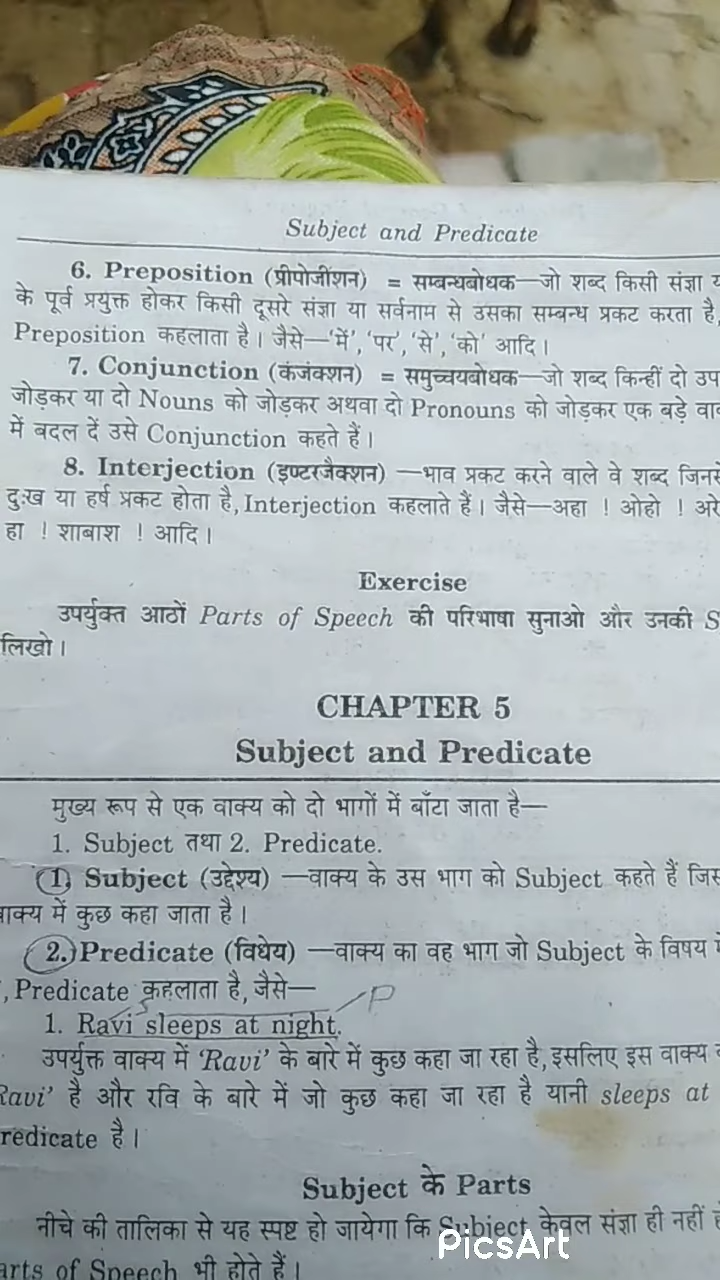 Subject and Predicate
6. Preposition (प्रीपोजींशन) = सम्बन्धबोधक—जो शब्द किसी संज्ञा
के पूर्व प्रयुक्त होकर किसी दूसरे संज्ञा या सर्वनाम से उसका सम्बन्ध प्रकट करता है,
Preposition कहलाता है। जैसे—‘में’, ‘पर’, ‘से’, ‘को’ आदि।
7. Conjunction (कंजंक्शन) = समुच्चयबोधक—जो शब्द किन्हीं दो उप
जोड़कर या दो Nouns को जोड़कर अथवा दो Pronouns को जोड़कर एक बड़े
में बदल दें उसे Conjunction कहते हैं।
8. Interjection (इण्टरजैक्शन) —भाव प्रकट करने वाले वे शब्द
दुःख या हर्ष प्रकट होता है, Interjection कहलाते हैं। जैसे—अहा ! ओहो ! अरे
हा ! शाबाश ! आदि।
Exercise
उपर्युक्त आठों Parts of Speech की परिभाषा सुनाओ और उनकी S
लिखो।
CHAPTER 5
Subject and Predicate
मुख्य रूप से एक वाक्य को दो भागों में बाँटा जाता है—
1. Subject तथा 2. Predicate.
1. Subject (उद्देश्य) —वाक्य के उस भाग को Subject कहते हैं
वाक्य में कुछ कहा जाता है।
2. Predicate (विधेय) —वाक्य का वह भाग जो Subject के विषय
, Predicate कहलाता है, जैसे—
S P
1. Ravi sleeps at night.
उपर्युक्त वाक्य में ‘Ravi’ के बारे में कुछ कहा जा रहा है, इसलिए इस वाक्य
Ravi’ है और रवि के बारे में जो कुछ कहा जा रहा है यानी sleeps at
redicate है।
Subject के Parts
नीचे की तालिका से यह स्पष्ट हो जायेगा कि Subject केवल संज्ञा ही नहीं
arts of Speech भी होते हैं।
PicsArt